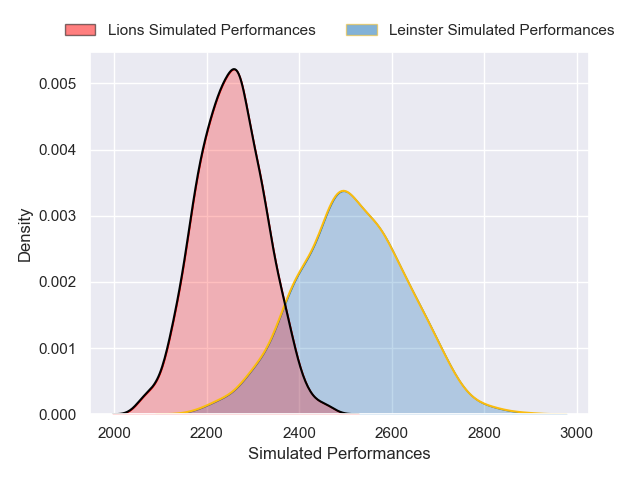 Lions Simulated Performances Leinster Simulated Performances
0.005
0.004
0.003
0.002
0.001
0.000
Density
2000 2200 2400 2600 2800 3000
Simulated Performances